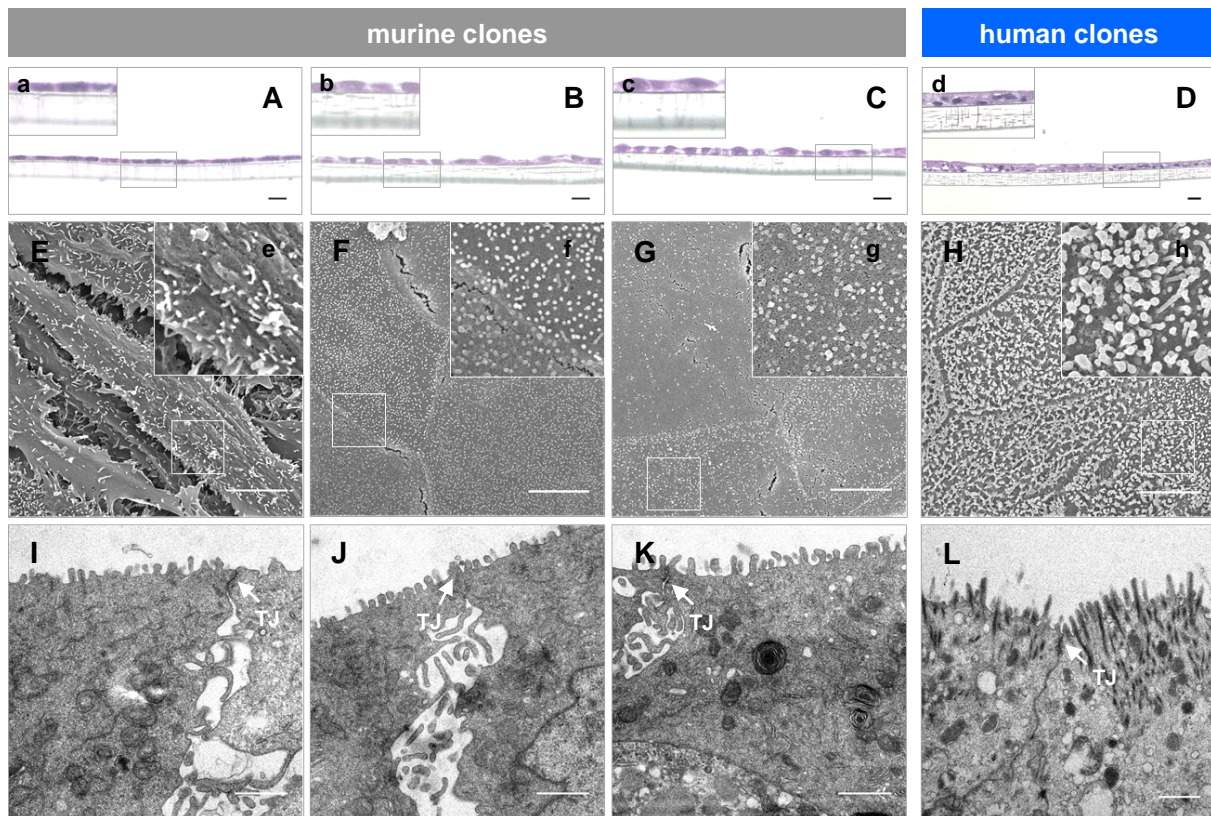 murine clones
human clones
a A
b B
c C
d D
E e
F f
G g
H h
I TJ
J TJ
K TJ
L TJ